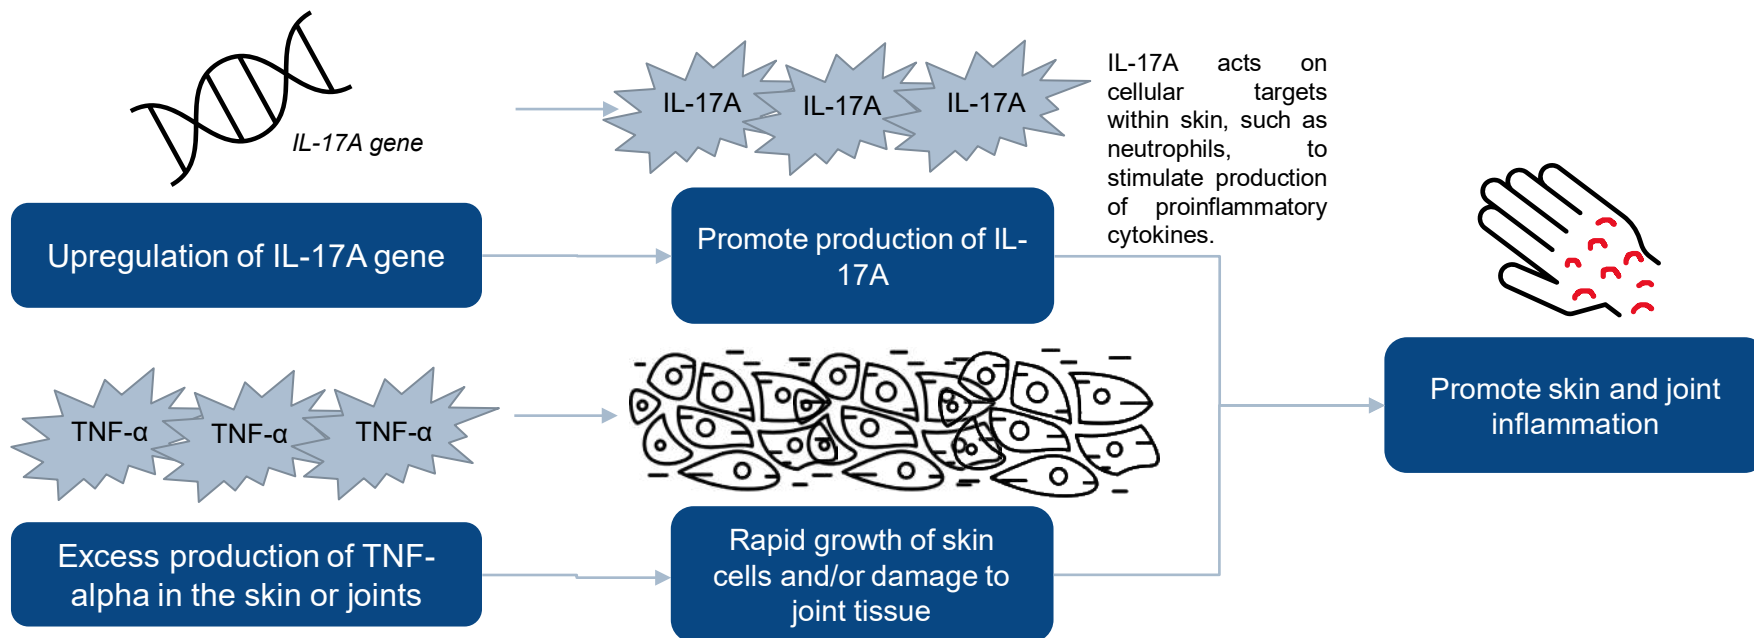 IL-17A gene
IL-17A
IL-17A
IL-17A
IL-17A acts on
cellular targets
within skin, such as
neutrophils, to
stimulate production
of proinflammatory
cytokines.
Upregulation of IL-17A gene
Promote production of IL-
17A
TNF-α
TNF-α
TNF-α
Excess production of TNF-
alpha in the skin or joints
Rapid growth of skin
cells and/or damage to
joint tissue
Promote skin and joint
inflammation